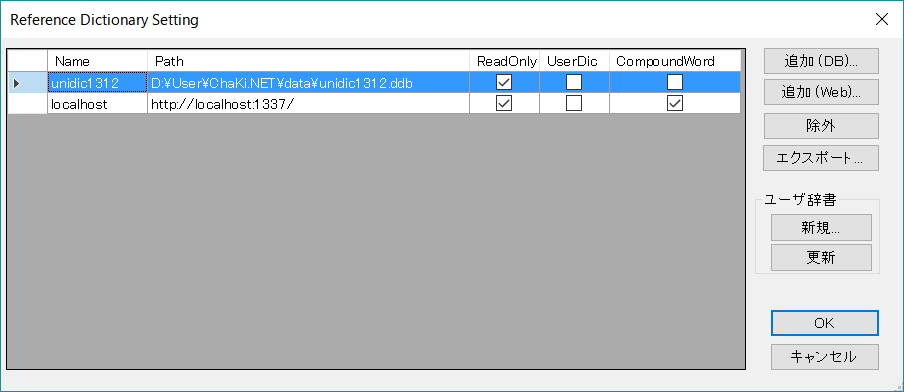 Reference Dictionary Setting
Name Path ReadOnly UserDic CompoundWord
unidic1312 D:¥User¥ChaKi.NET¥data¥unidic1312.ddb
localhost http://localhost:1337/
追加(DB)...
追加(Web)...
除外
エクスポート...
ユーザ辞書
新規...
更新
OK
キャンセル